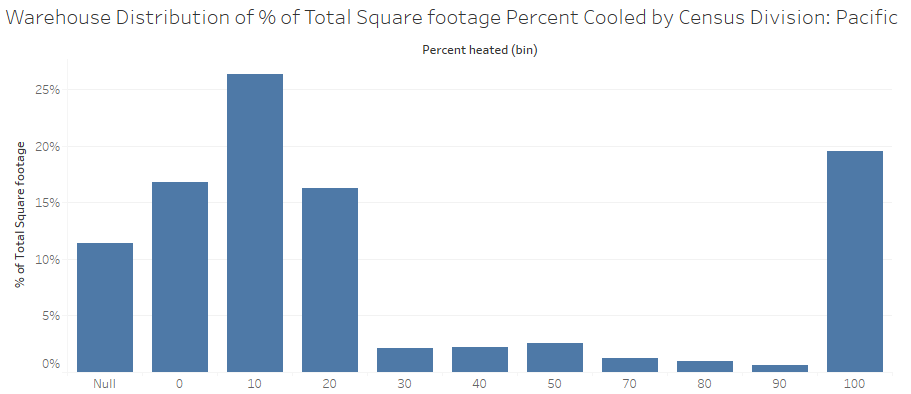 Warehouse Distribution of % of Total Square footage Percent Cooled by Census Division: Pacific
Percent heated (bin)
% of Total Square footage
25%
20%
15%
10%
5%
0%
Null 0 10 20 30 40 50 70 80 90 100